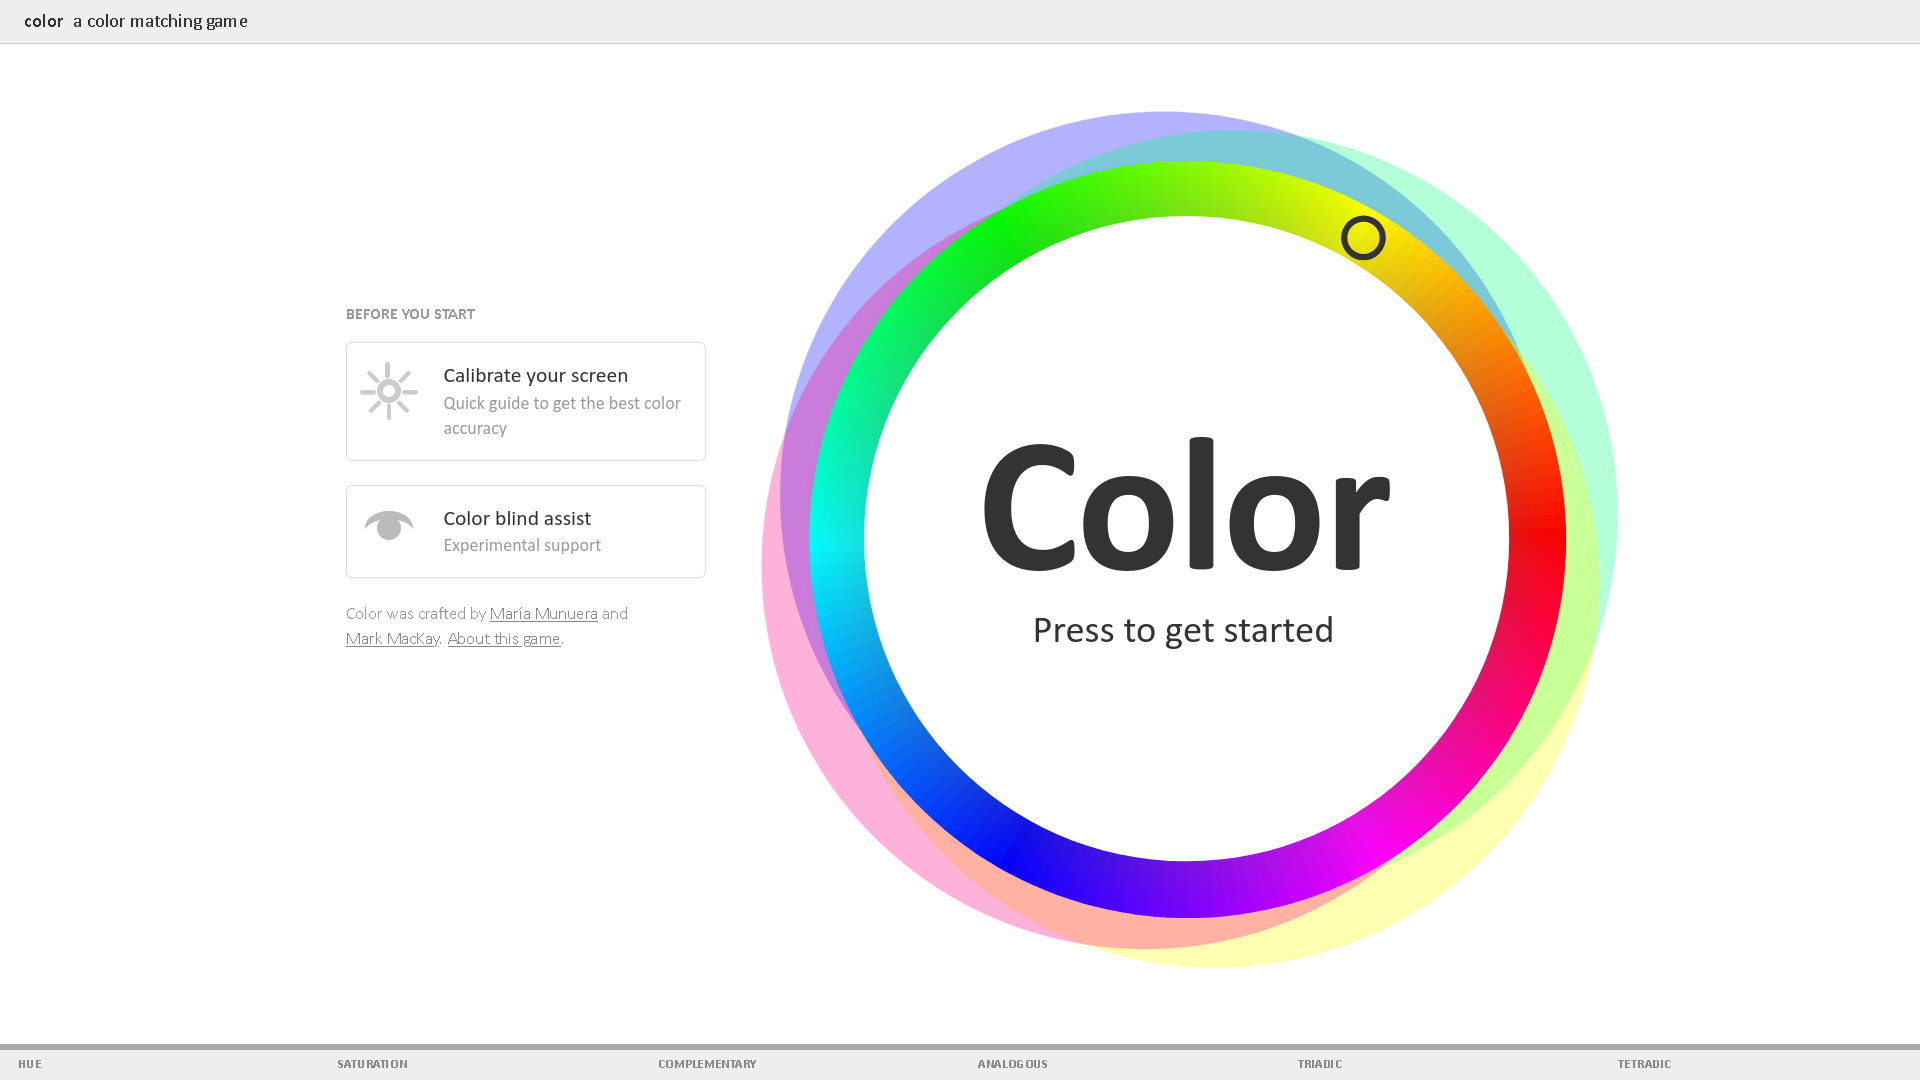 color a color matching game
BEFORE YOU START
Calibrate your screen
Quick guide to get the best color
accuracy
Color blind assist
Experimental support
Color was crafted by María Munuera and
Mark MacKay. About this game.
Color
Press to get started
HUE SATURATION COMPLEMENTARY ANALOGOUS TRIADIC TETRADIC